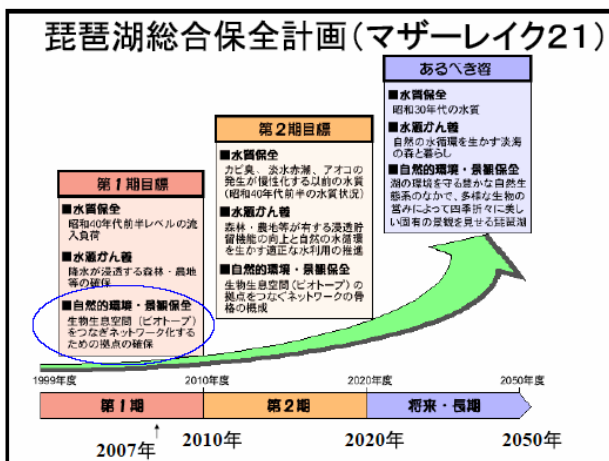 琵琶湖総合保全計画(マザーレイク21)
あるべき姿
■水質保全
昭和30年代の水質
■水源かん養
自然の水循環を生かす淡海
の森と暮らし
■自然的環境・景観保全
湖の環境を守る豊かな自然生
態系のなかで、多様な生物の
営みによって四季折々に美し
い固有の景観を見せる琵琶湖
第2期目標
■水質保全
カビ臭、淡水赤潮、アオコの
発生が慢性化する以前の水質
(昭和40年代前半の水質状況)
■水源かん養
森林・農地等が有する浸透貯
留機能の向上と自然の水循環
を生かす適正な水利用の推進
■自然的環境・景観保全
生物生息空間(ビオトープ)の
拠点をつなぐネットワークの骨
格の概成
第1期目標
■水質保全
昭和40年代前半レベルの流
入負荷
■水源かん養
降水が浸透する森林・農地
等の確保
■自然的環境・景観保全
生物生息空間(ビオトープ)
をつなぎネットワーク化する
ための拠点の確保
1999年度
2010年度
2020年度
2050年度
第1期
第2期
将来・長期
2007年
2010年
2020年
2050年